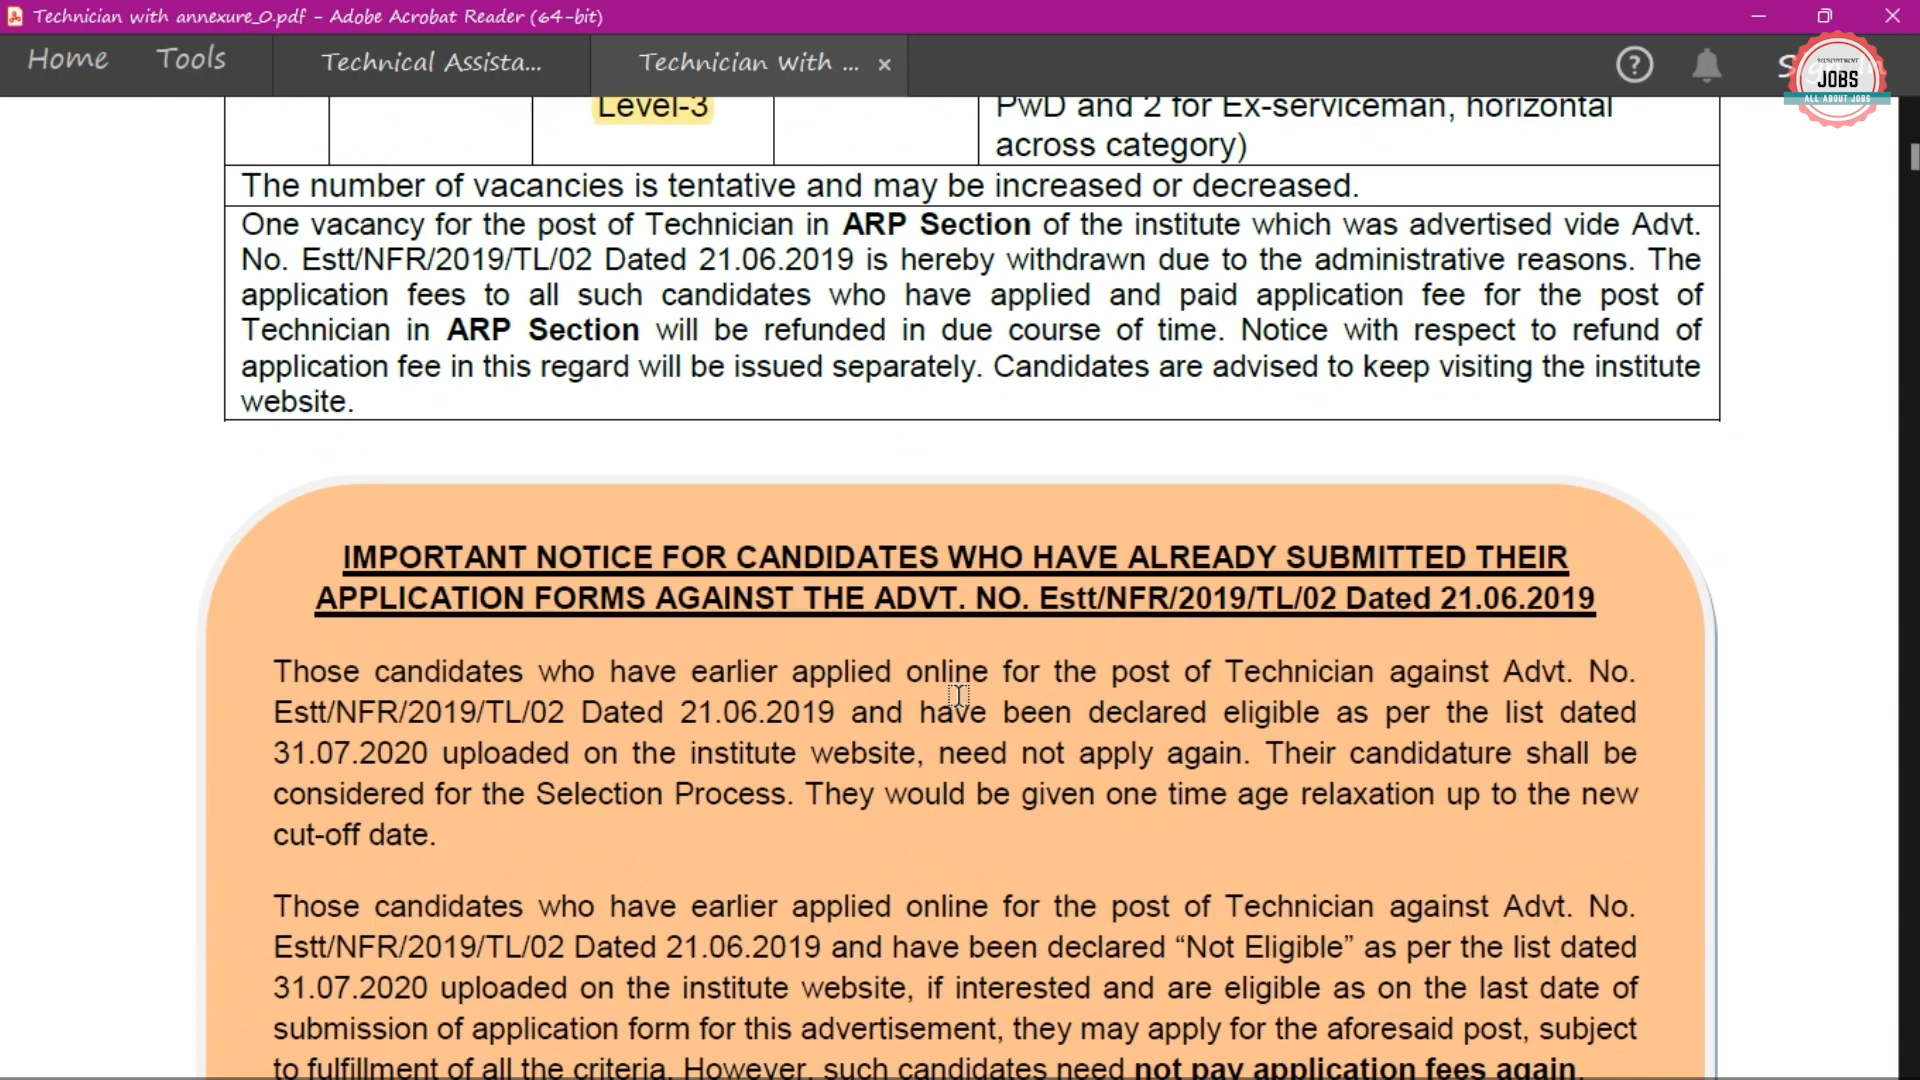 Technician with annexure_0.pdf - Adobe Acrobat Reader (64-bit)
Home Tools Technical Assista... Technician With ...
JOBS
ALL ABOUT JOBS
Level-3
PwD and 2 for Ex-serviceman, horizontal
across category)
The number of vacancies is tentative and may be increased or decreased.
One vacancy for the post of Technician in ARP Section of the institute which was advertised vide Advt.
No. Estt/NFR/2019/TL/02 Dated 21.06.2019 is hereby withdrawn due to the administrative reasons. The
application fees to all such candidates who have applied and paid application fee for the post of
Technician in ARP Section will be refunded in due course of time. Notice with respect to refund of
application fee in this regard will be issued separately. Candidates are advised to keep visiting the institute
website.
IMPORTANT NOTICE FOR CANDIDATES WHO HAVE ALREADY SUBMITTED THEIR
APPLICATION FORMS AGAINST THE ADVT. NO. Estt/NFR/2019/TL/02 Dated 21.06.2019
Those candidates who have earlier applied online for the post of Technician against Advt. No.
Estt/NFR/2019/TL/02 Dated 21.06.2019 and have been declared eligible as per the list dated
31.07.2020 uploaded on the institute website, need not apply again. Their candidature shall be
considered for the Selection Process. They would be given one time age relaxation up to the new
cut-off date.
Those candidates who have earlier applied online for the post of Technician against Advt. No.
Estt/NFR/2019/TL/02 Dated 21.06.2019 and have been declared “Not Eligible” as per the list dated
31.07.2020 uploaded on the institute website, if interested and are eligible as on the last date of
submission of application form for this advertisement, they may apply for the aforesaid post, subject
to fulfillment of all the criteria. However, such candidates need not pay application fees again.